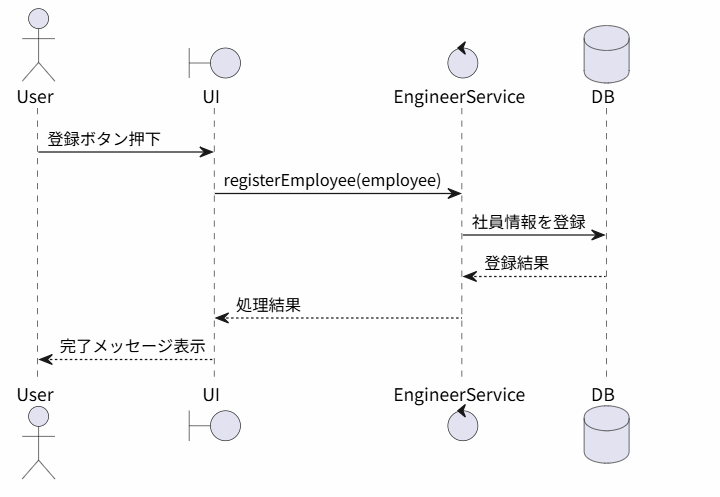 User
UI
EngineerService
DB
登録ボタン押下
registerEmployee(employee)
社員情報を登録
登録結果
処理結果
完了メッセージ表示
User
UI
EngineerService
DB